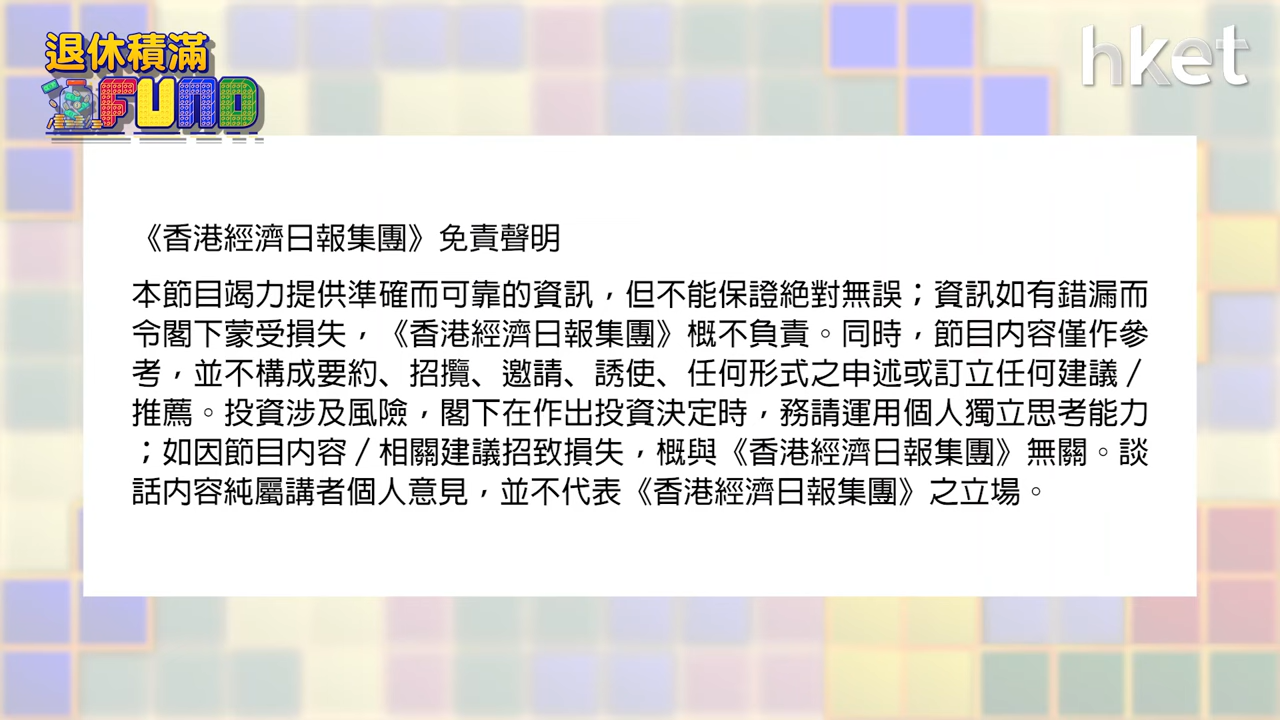 退休積滿
FUND
hket
《香港經濟日報集團》免責聲明
本節目竭力提供準確而可靠的資訊，但不能保證絕對無誤；資訊如有錯漏而
令閣下蒙受損失，《香港經濟日報集團》概不負責。同時，節目內容僅作參
考，並不構成要約、招攬、邀請、誘使、任何形式之申述或訂立任何建議／
推薦。投資涉及風險，閣下在作出投資決定時，務請運用個人獨立思考能力
；如因節目內容／相關建議招致損失，概與《香港經濟日報集團》無關。談
話內容純屬講者個人意見，並不代表《香港經濟日報集團》之立場。